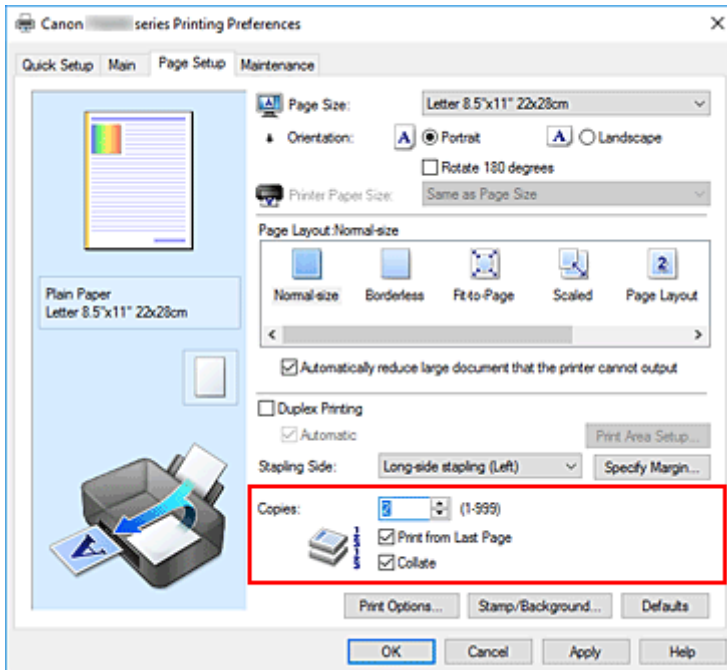 Canon series Printing Preferences
Quick Setup Main Page Setup Maintenance
Page Size: Letter 8.5"x11" 22x28cm
Orientation: A Portrait A Landscape
Rotate 180 degrees
Printer Paper Size: Same as Page Size
Page Layout:Normal-size
2
Normal-size Borderless Fit-to-Page Scaled Page Layout
Plain Paper
Letter 8.5"x11" 22x28cm
Automatically reduce large document that the printer cannot output
Duplex Printing
Automatic Print Area Setup...
Stapling Side: Long-side stapling (Left) Specify Margin...
Copies: 2 (1-999)
Print from Last Page
Collate
A
Print Options... Stamp/Background... Defaults
OK Cancel Apply Help